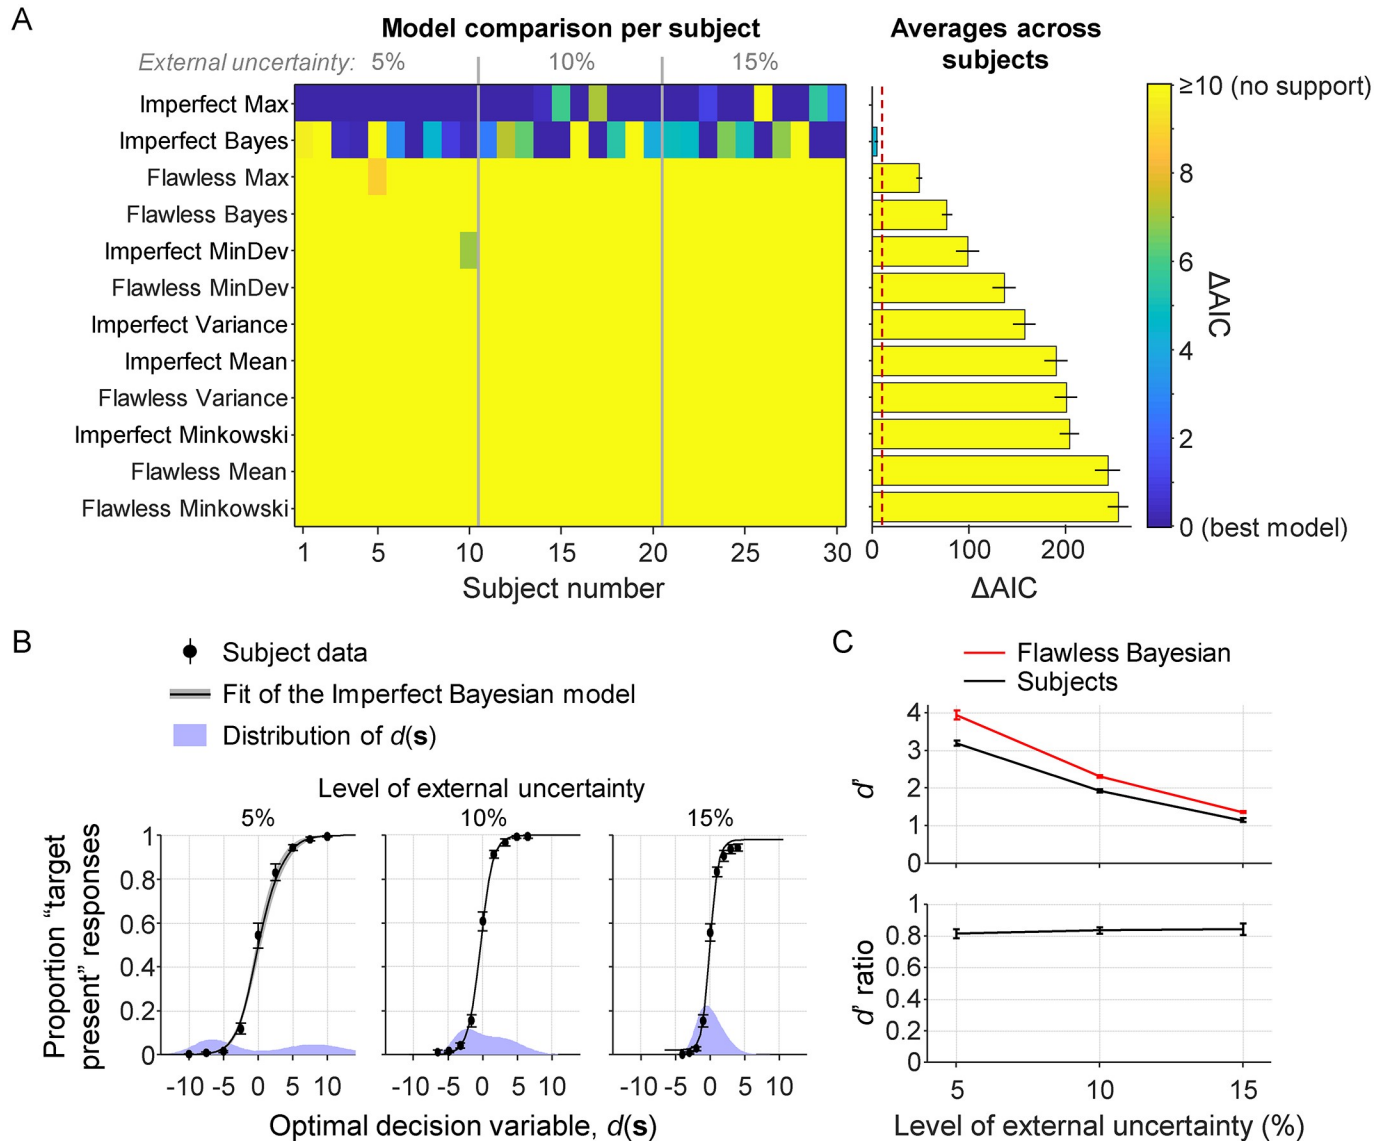 A
Model comparison per subject
External uncertainty: 5% 10% 15%
Averages across
subjects
Imperfect Max
Imperfect Bayes
Flawless Max
Flawless Bayes
Imperfect MinDev
Flawless MinDev
Imperfect Variance
Imperfect Mean
Flawless Variance
Imperfect Minkowski
Flawless Mean
Flawless Minkowski
1 5 10 15 20 25 30
Subject number
0 100 200
ΔAIC
≥10 (no support)
8
6
4
2
0 (best model)
ΔAIC
B
Subject data
Fit of the Imperfect Bayesian model
Distribution of d(s)
Level of external uncertainty
5% 10% 15%
Proportion “target
present” responses
1
0.8
0.6
0.4
0.2
0
-10 -5 0 5 10
-10 -5 0 5 10
-10 -5 0 5 10
Optimal decision variable, d(s)
C
Flawless Bayesian
Subjects
4
3
2
1
0
d’
1
0.8
0.6
0.4
0.2
0
d’ ratio
5 10 15
Level of external uncertainty (%)